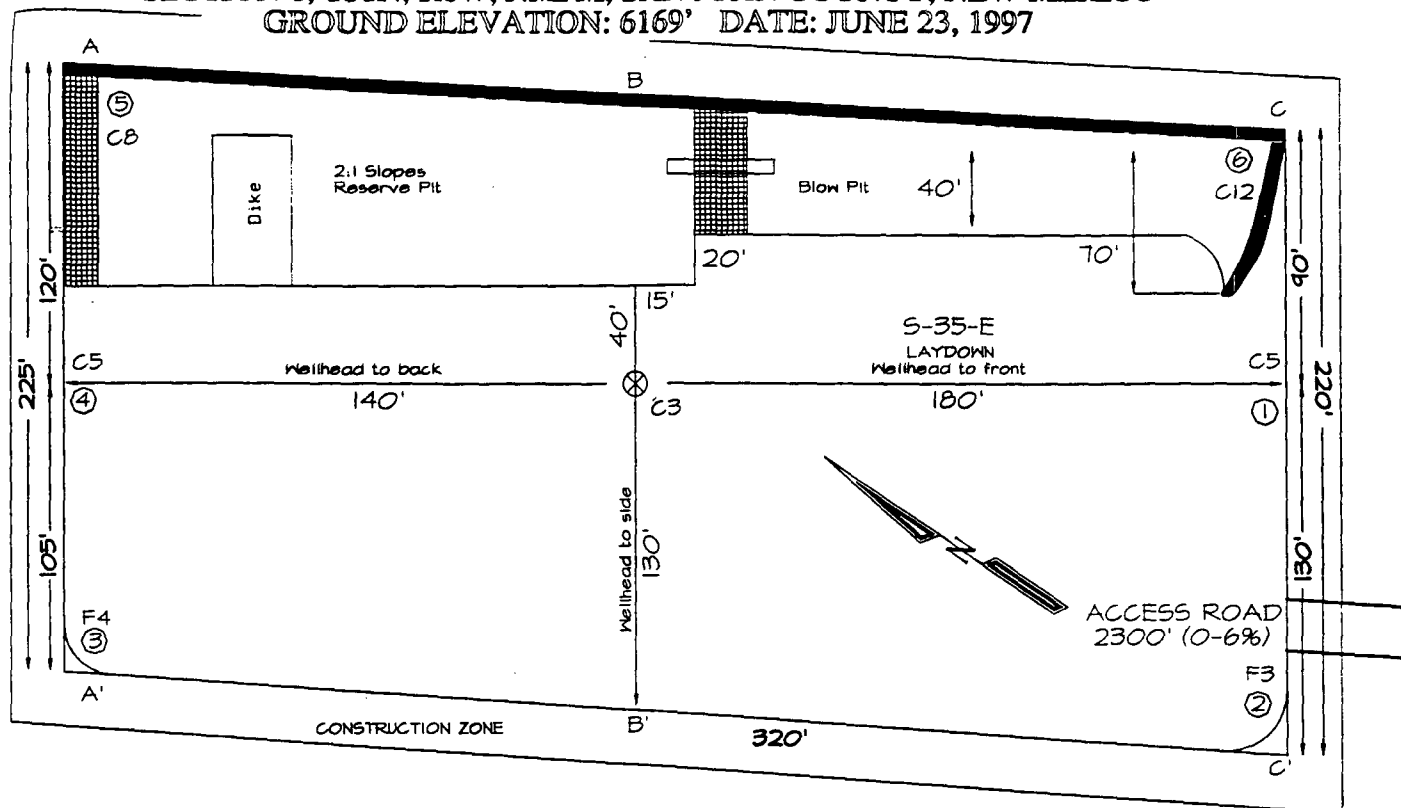 GROUND ELEVATION: 6169' DATE: JUNE 23, 1997
A
B
C
⑤
C8
⑥
C12
2:1 Slopes
Reserve Pit
Dike
Blow Pit
40'
70'
20'
15'
40'
120'
90'
225'
220'
S-35-E
LAYDOWN
Wellhead to front
180'
Wellhead to back
140'
C5
④
C3
C5
①
Wellhead to side
130'
N
105'
130'
ACCESS ROAD
2300' (0-6%)
F4
③
F3
②
A'
B'
C'
CONSTRUCTION ZONE
320'